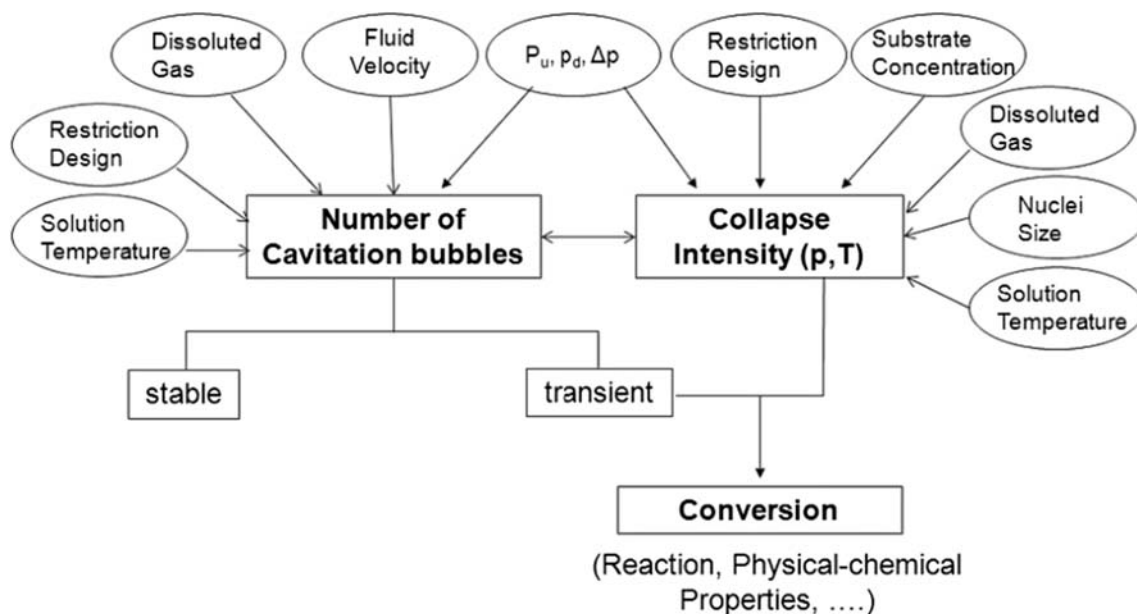 Dissoluted
Gas
Fluid
Velocity
Pu, pd, Δp
Restriction
Design
Substrate
Concentration
Restriction
Design
Dissoluted
Gas
Solution
Temperature
Number of
Cavitation bubbles
Collapse
Intensity (p,T)
Nuclei
Size
Solution
Temperature
stable
transient
Conversion
(Reaction, Physical-chemical
Properties, ....)